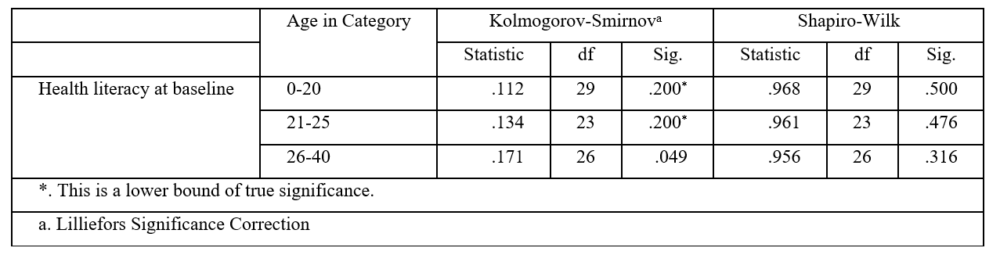 Age in Category Kolmogorov-Smirnovᵃ Shapiro-Wilk
Statistic df Sig. Statistic df Sig.
Health literacy at baseline 0-20 .112 29 .200* .968 29 .500
21-25 .134 23 .200* .961 23 .476
26-40 .171 26 .049 .956 26 .316
*. This is a lower bound of true significance.
a. Lilliefors Significance Correction